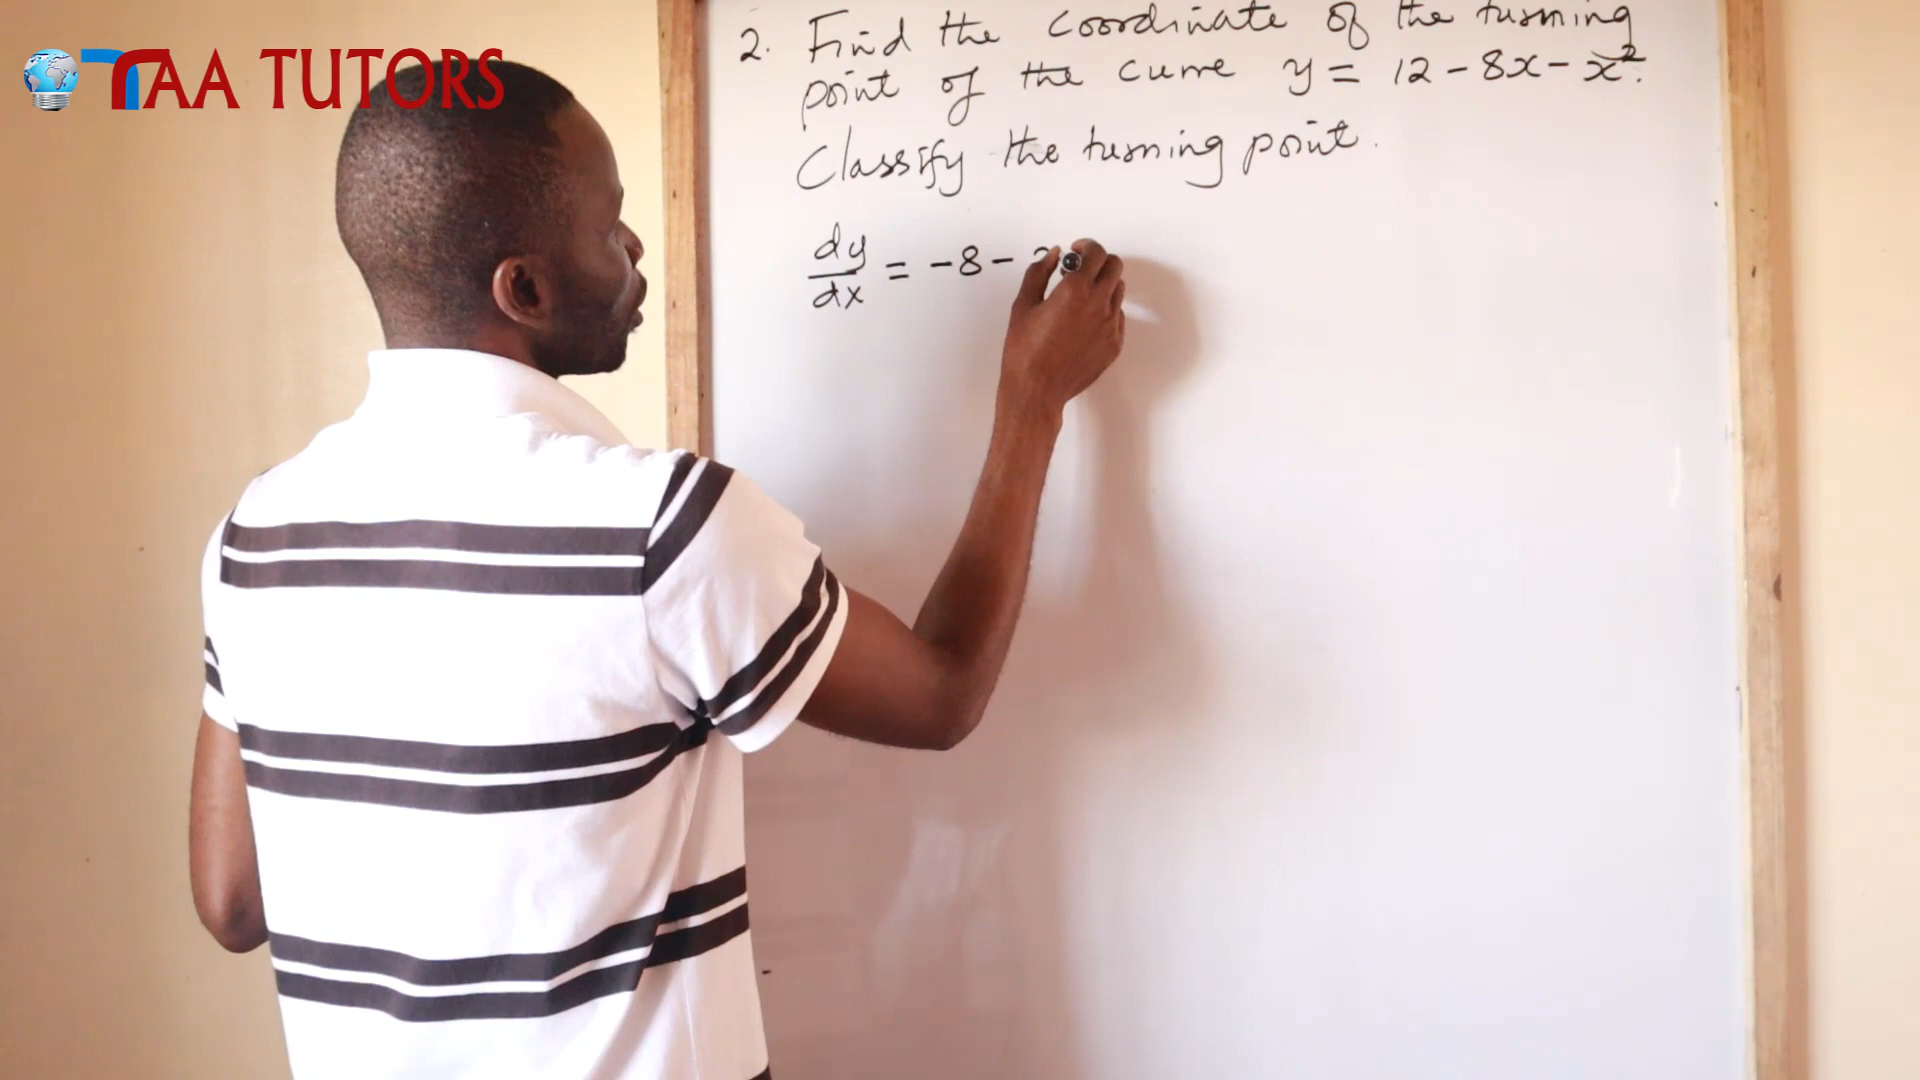 TAA TUTORS
2. Find the coordinate of the turning
point of the curve y = 12 - 8x - x².
Classify the turning point.
dy/dx = -8 - 2